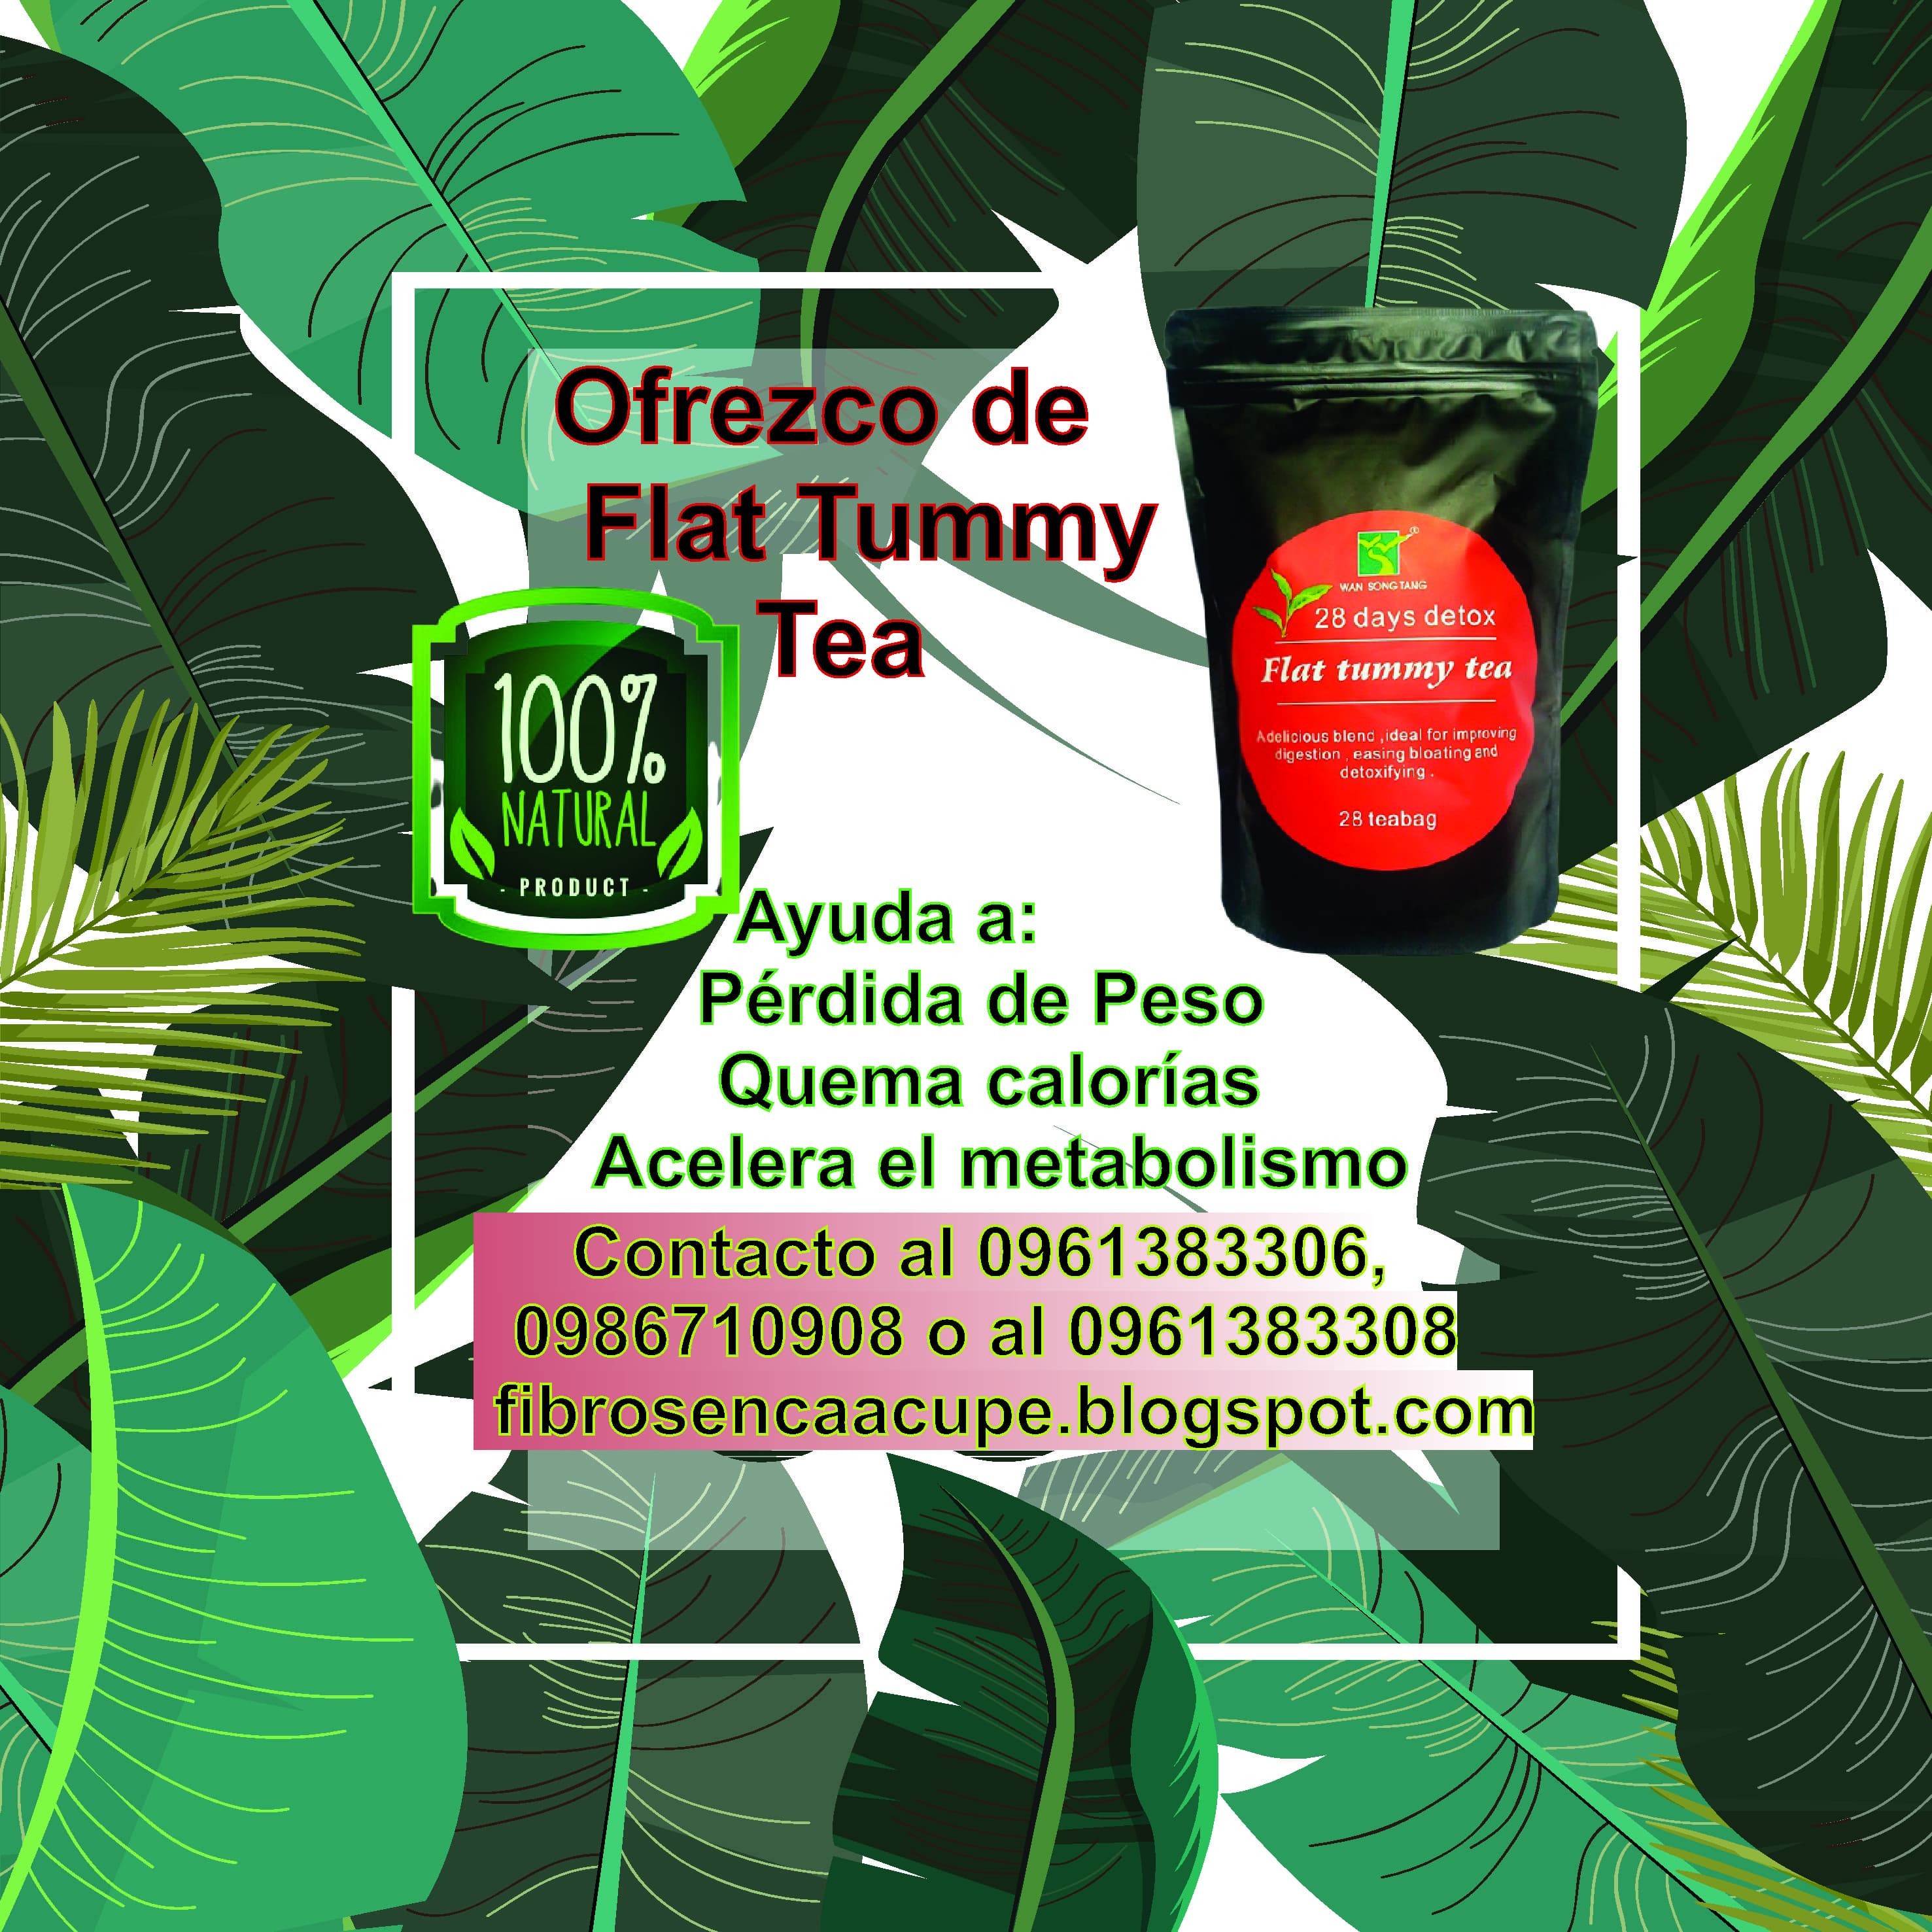 Ofrezco de
Flat Tummy
Tea
WAN SONG TANG
28 days detox
Flat tummy tea
Adelicious blend ,ideal for improving
digestion , easing bloating and
detoxifying .
28 teabag
100%
NATURAL
- PRODUCT -
Ayuda a:
Pérdida de Peso
Quema calorías
Acelera el metabolismo
Contacto al 0961383306,
0986710908 o al 0961383308
fibrosencaacupe.blogspot.com